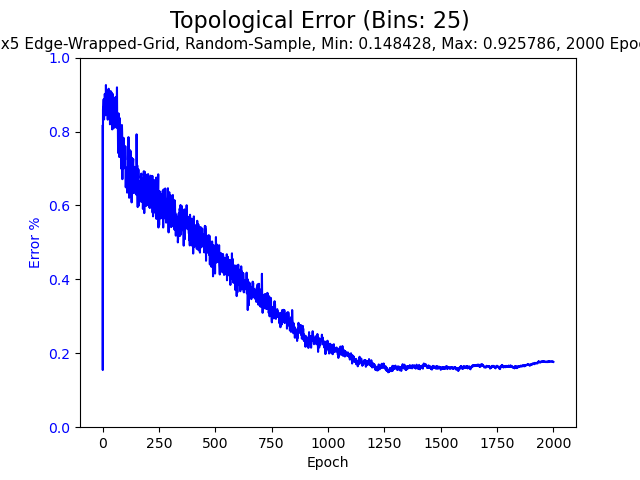 Topological Error (Bins: 25)
x5 Edge-Wrapped-Grid, Random-Sample, Min: 0.148428, Max: 0.925786, 2000 Epo
1.0
0.8
0.6
0.4
0.2
0.0
Error %
0 250 500 750 1000 1250 1500 1750 2000
Epoch